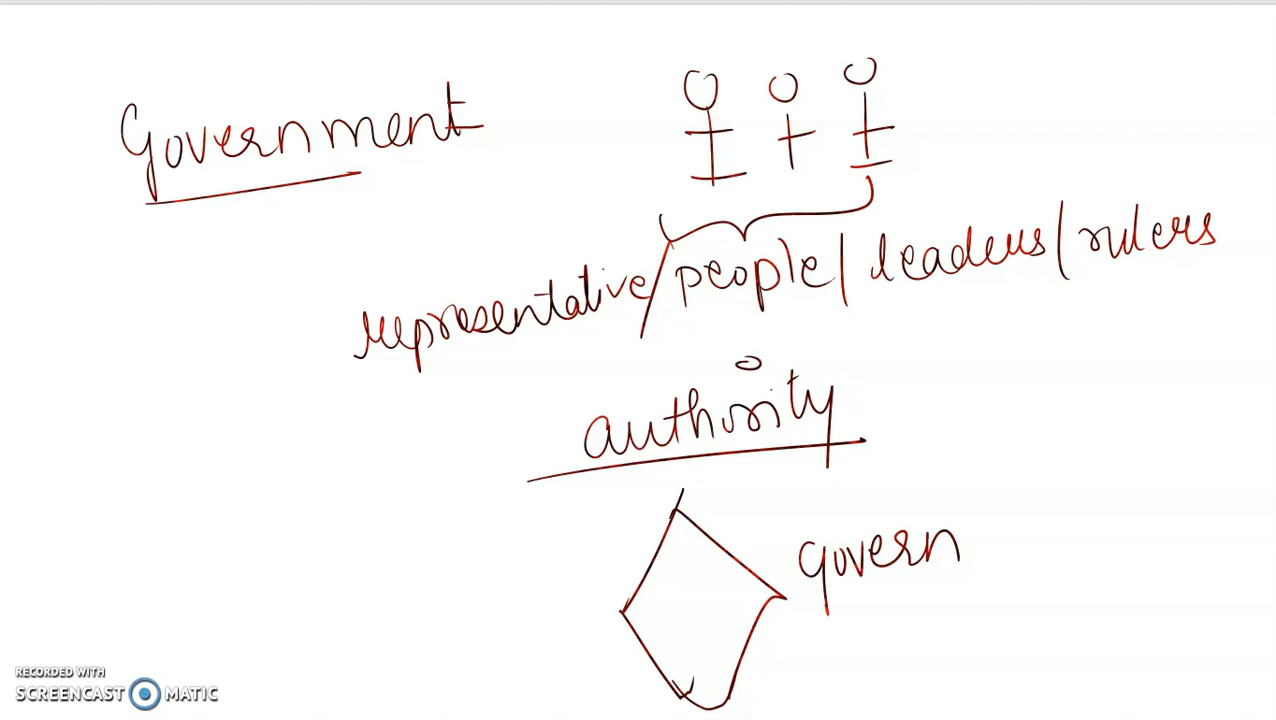 Government
representative/people/leaders/rulers
authority
govern
RECORDED WITH
SCREENCAST MATIC